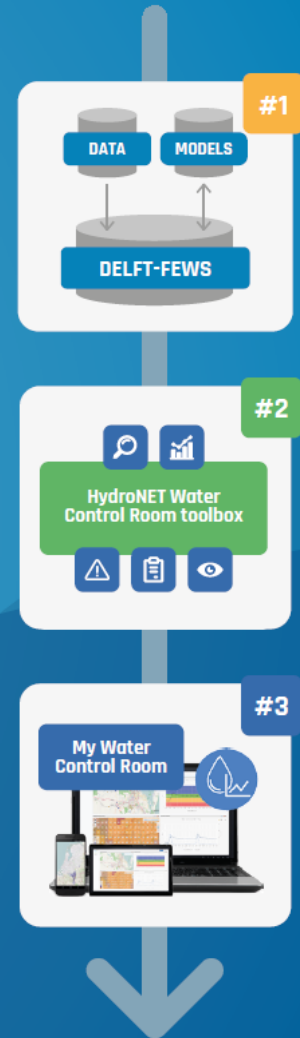 #1
DATA
MODELS
DELFT-FEWS
#2
HydroNET Water
Control Room toolbox
#3
My Water
Control Room